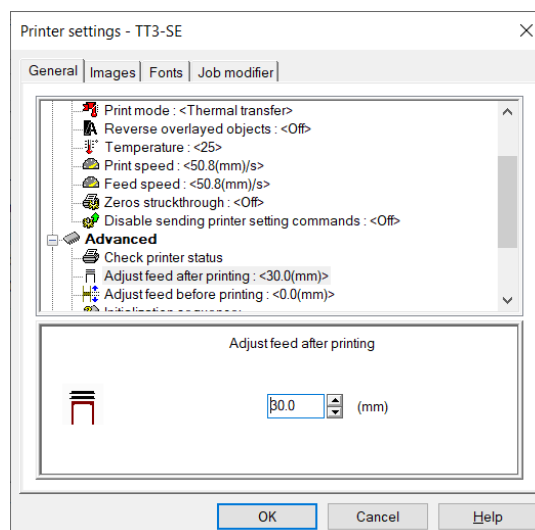 Printer settings - TT3-SE
General Images Fonts Job modifier
Print mode : <Thermal transfer>
Reverse overlayed objects : <Off>
Temperature : <25>
Print speed : <50.8(mm)/s>
Feed speed : <50.8(mm)/s>
Zeros struckthrough : <Off>
Disable sending printer setting commands : <Off>
Advanced
Check printer status
Adjust feed after printing : <30.0(mm)>
Adjust feed before printing : <0.0(mm)>
Adjust feed after printing
30.0 (mm)
OK Cancel Help